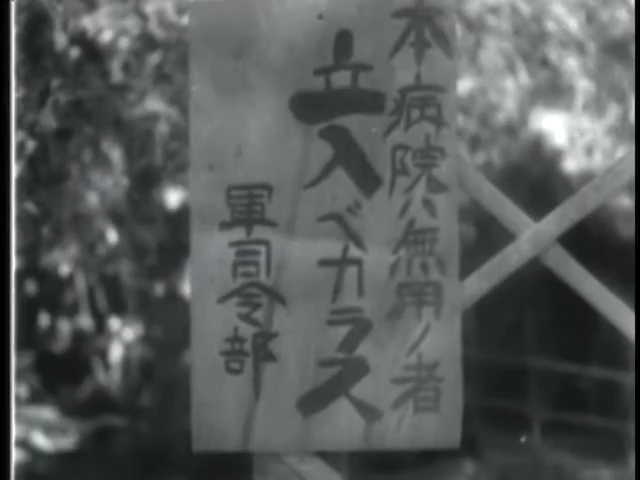 本病院ハ無用ノ者
立入ベカラス
軍司令部